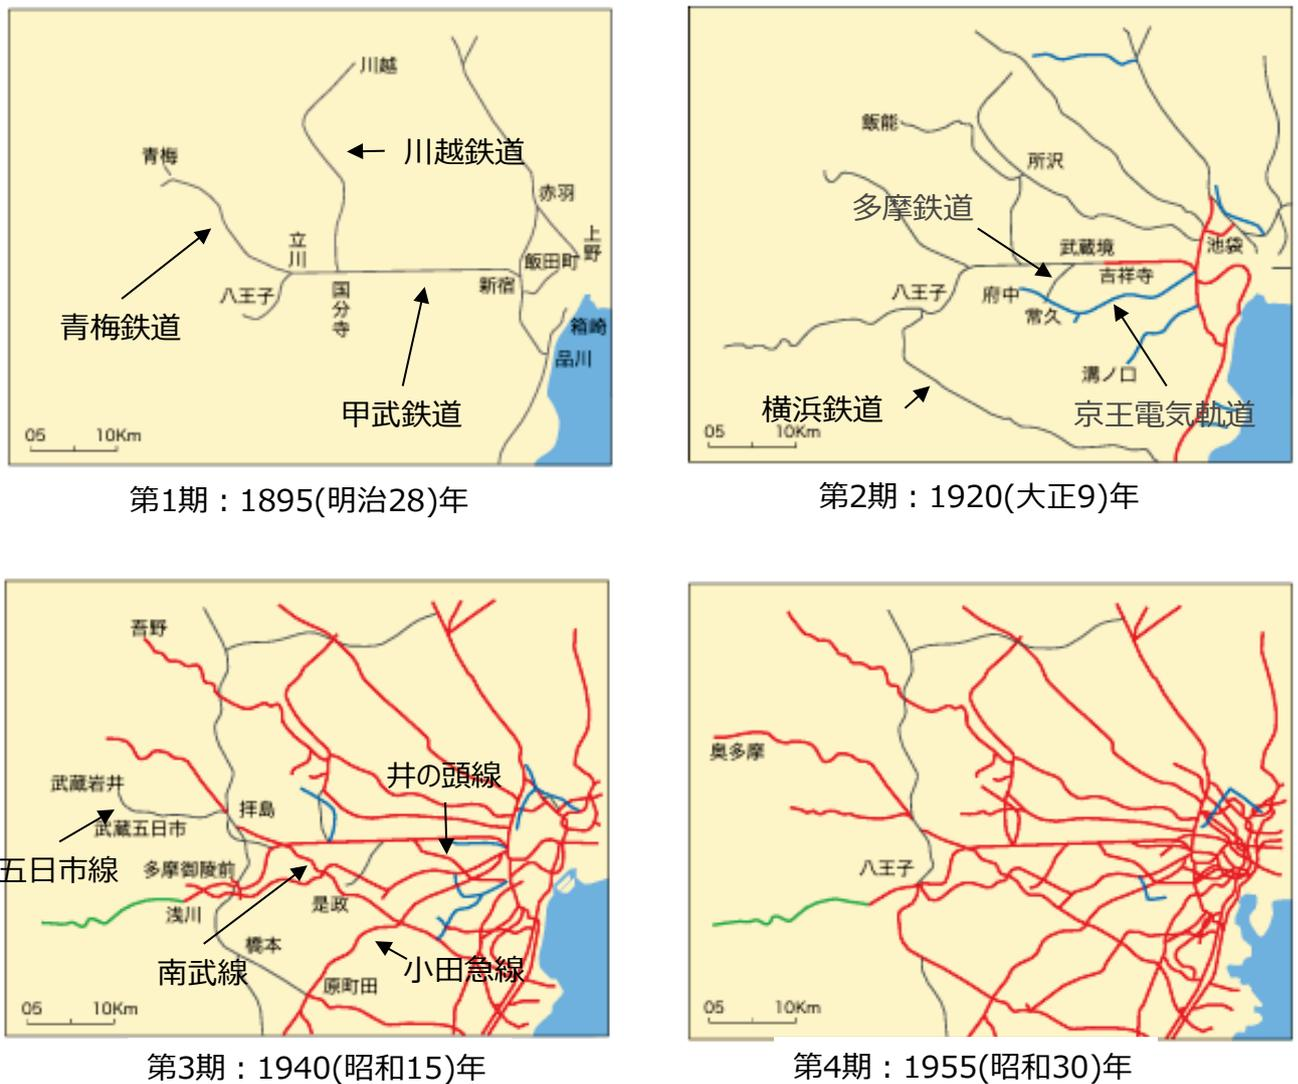 川越
川越鉄道
青梅
赤羽
上野
立川
飯田町
新宿
八王子
国分寺
青梅鉄道
箱崎
品川
甲武鉄道
05 10Km
第1期：1895(明治28)年
飯能
所沢
多摩鉄道
武蔵境
池袋
吉祥寺
八王子
府中
常久
溝ノ口
横浜鉄道
京王電気軌道
05 10Km
第2期：1920(大正9)年
吾野
井の頭線
武蔵岩井
拝島
武蔵五日市
五日市線
多摩御陵前
浅川
是政
橋本
南武線
小田急線
原町田
05 10Km
第3期：1940(昭和15)年
奥多摩
八王子
05 10Km
第4期：1955(昭和30)年